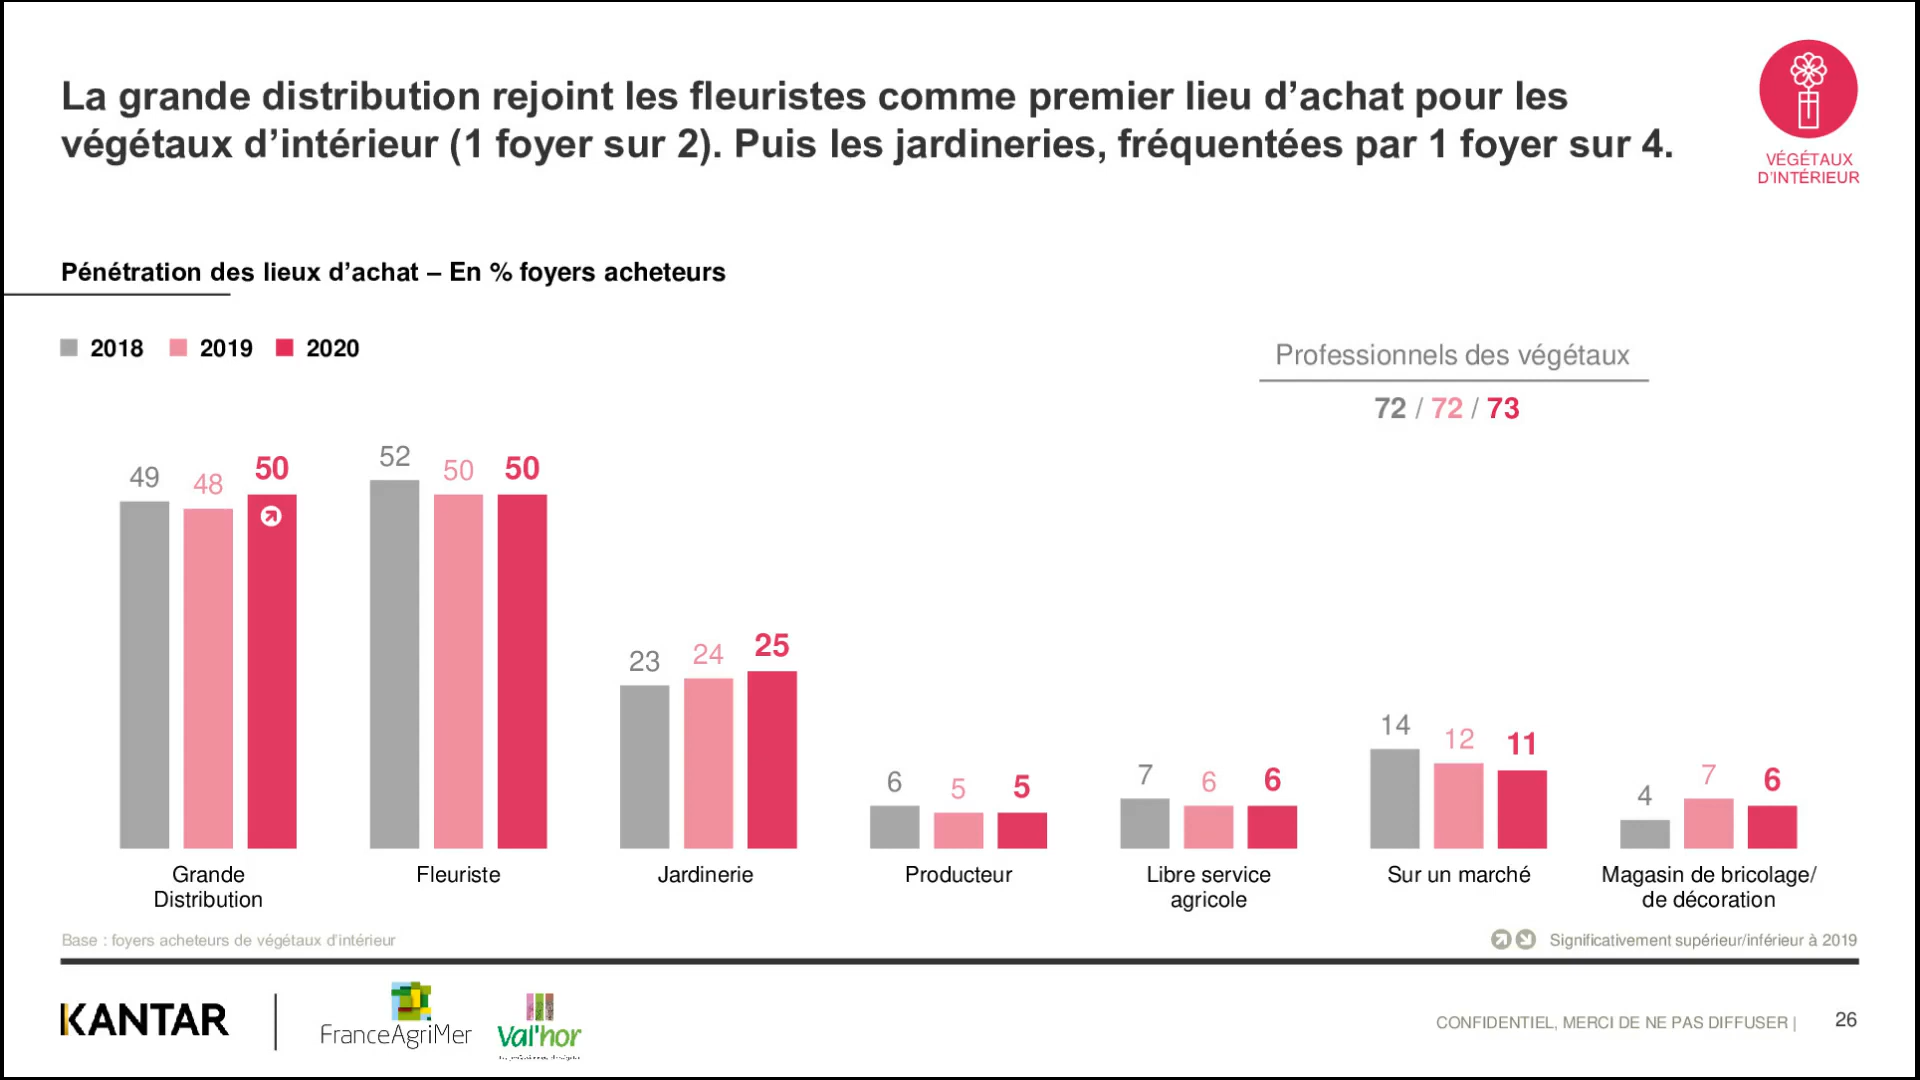 La grande distribution rejoint les fleuristes comme premier lieu d’achat pour les
végétaux d’intérieur (1 foyer sur 2). Puis les jardineries, fréquentées par 1 foyer sur 4.
VÉGÉTAUX
D’INTÉRIEUR
Pénétration des lieux d’achat – En % foyers acheteurs
2018 2019 2020
Professionnels des végétaux
72 / 72 / 73
49 48 50
52 50 50
23 24 25
6 5 5
7 6 6
14 12 11
4 7 6
Grande
Distribution
Fleuriste
Jardinerie
Producteur
Libre service
agricole
Sur un marché
Magasin de bricolage/
de décoration
Base : foyers acheteurs de végétaux d’intérieur
Significativement supérieur/inférieur à 2019
KANTAR
FranceAgriMer
Val’hor
CONFIDENTIEL, MERCI DE NE PAS DIFFUSER |
26